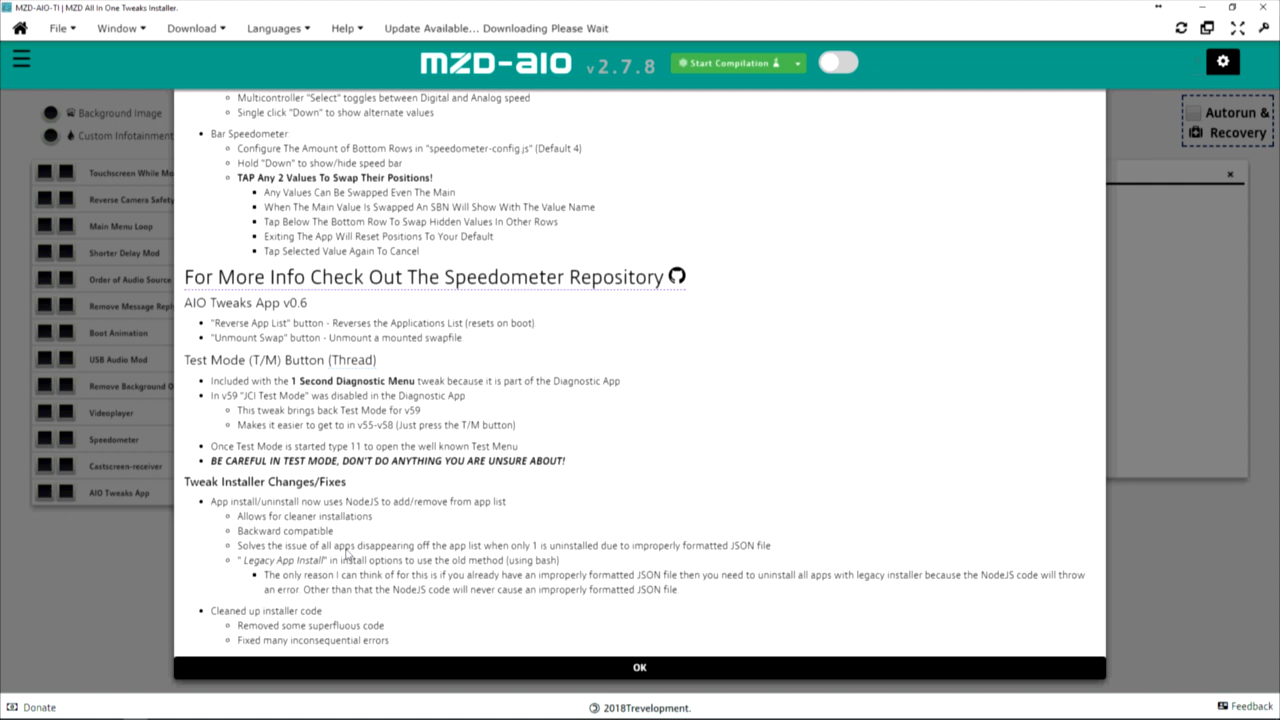 MZD-AIO-TI | MZD All In One Tweaks Installer.
File Window Download Languages Help Update Available... Downloading Please Wait
MZD-AIO v2.7.8 Start Compilation
Background Image
Custom Infotainment
Autorun & Recovery
Touchscreen While Mo
Reverse Camera Safety
Main Menu Loop
Shorter Delay Mod
Order of Audio Source
Remove Message Repl
Boot Animation
USB Audio Mod
Remove Background O
Videoplayer
Speedometer
Castscreen-receiver
AIO Tweaks App
Multicontroller "Select" toggles between Digital and Analog speed
Single click "Down" to show alternate values
Bar Speedometer:
Configure The Amount of Bottom Rows in "speedometer-config.js" (Default 4)
Hold "Down" to show/hide speed bar
TAP Any 2 Values To Swap Their Positions!
Any Values Can Be Swapped Even The Main
When The Main Value Is Swapped An SBN Will Show With The Value Name
Tap Below The Bottom Row To Swap Hidden Values In Other Rows
Exiting The App Will Reset Positions To Your Default
Tap Selected Value Again To Cancel
For More Info Check Out The Speedometer Repository
AIO Tweaks App v0.6
"Reverse App List" button - Reverses the Applications List (resets on boot)
"Unmount Swap" button - Unmount a mounted swapfile.
Test Mode (T/M) Button (Thread)
Included with the 1 Second Diagnostic Menu tweak because it is part of the Diagnostic App
In v59 "JCI Test Mode" was disabled in the Diagnostic App
This tweak brings back Test Mode for v59
Makes it easier to get to in v55-v58 (Just press the T/M button)
Once Test Mode is started type 11 to open the well known Test Menu
BE CAREFUL IN TEST MODE, DON'T DO ANYTHING YOU ARE UNSURE ABOUT!
Tweak Installer Changes/Fixes
App install/uninstall now uses NodeJS to add/remove from app list
Allows for cleaner installations
Backward compatible
Solves the issue of all apps disappearing off the app list when only 1 is uninstalled due to improperly formatted JSON file
" Legacy App Install" in install options to use the old method (using bash)
The only reason I can think of for this is if you already have an improperly formatted JSON file then you need to uninstall all apps with legacy installer because the NodeJS code will throw
an error. Other than that the NodeJS code will never cause an improperly formatted JSON file.
Cleaned up installer code
Removed some superfluous code
Fixed many inconsequential errors
OK
Donate
2018Trevelopment.
Feedback